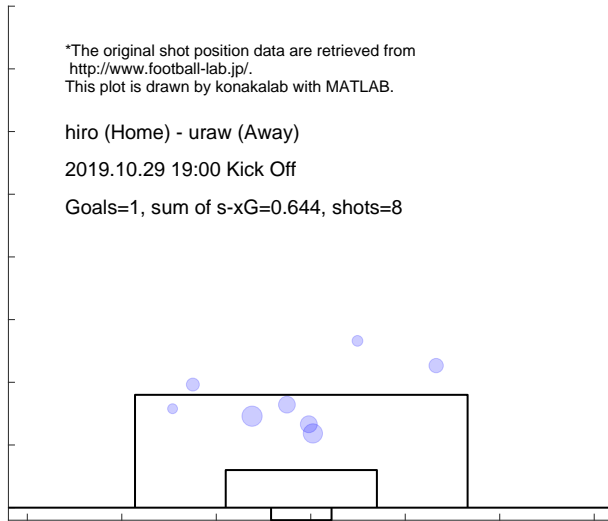 *The original shot position data are retrieved from
http://www.football-lab.jp/.
This plot is drawn by konakalab with MATLAB.
hiro (Home) - uraw (Away)
2019.10.29 19:00 Kick Off
Goals=1, sum of s-xG=0.644, shots=8